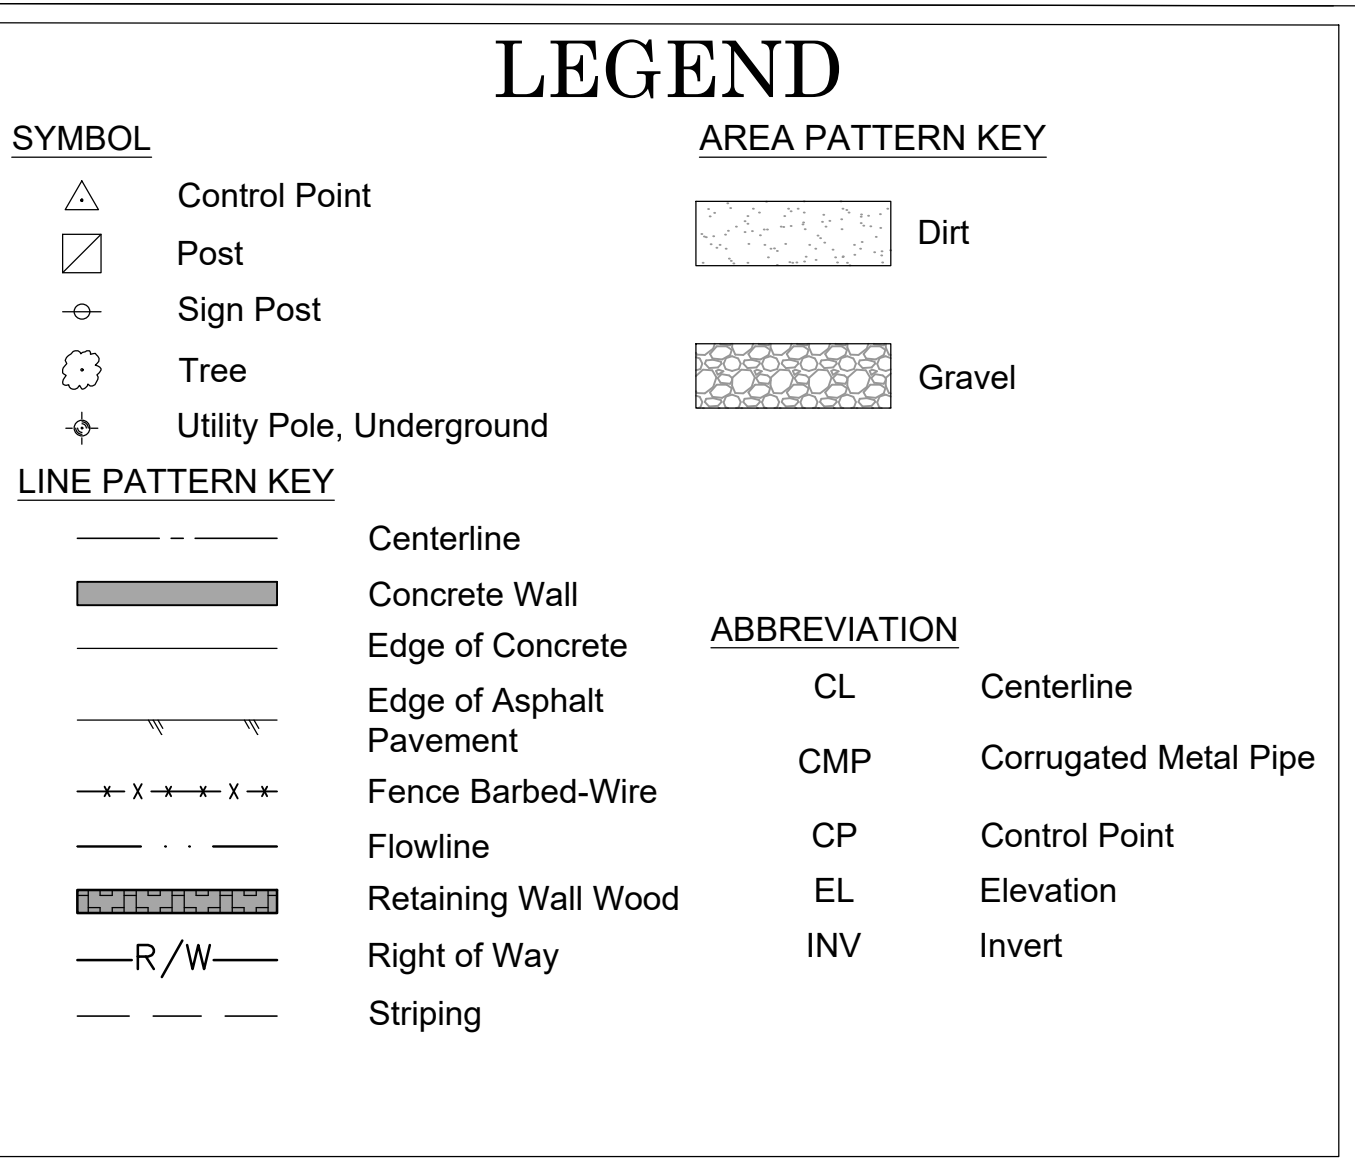 LEGEND
SYMBOL
Control Point
Post
Sign Post
Tree
Utility Pole, Underground
LINE PATTERN KEY
Centerline
Concrete Wall
Edge of Concrete
Edge of Asphalt
Pavement
Fence Barbed-Wire
Flowline
Retaining Wall Wood
R/W Right of Way
Striping
AREA PATTERN KEY
Dirt
Gravel
ABBREVIATION
CL Centerline
CMP Corrugated Metal Pipe
CP Control Point
EL Elevation
INV Invert